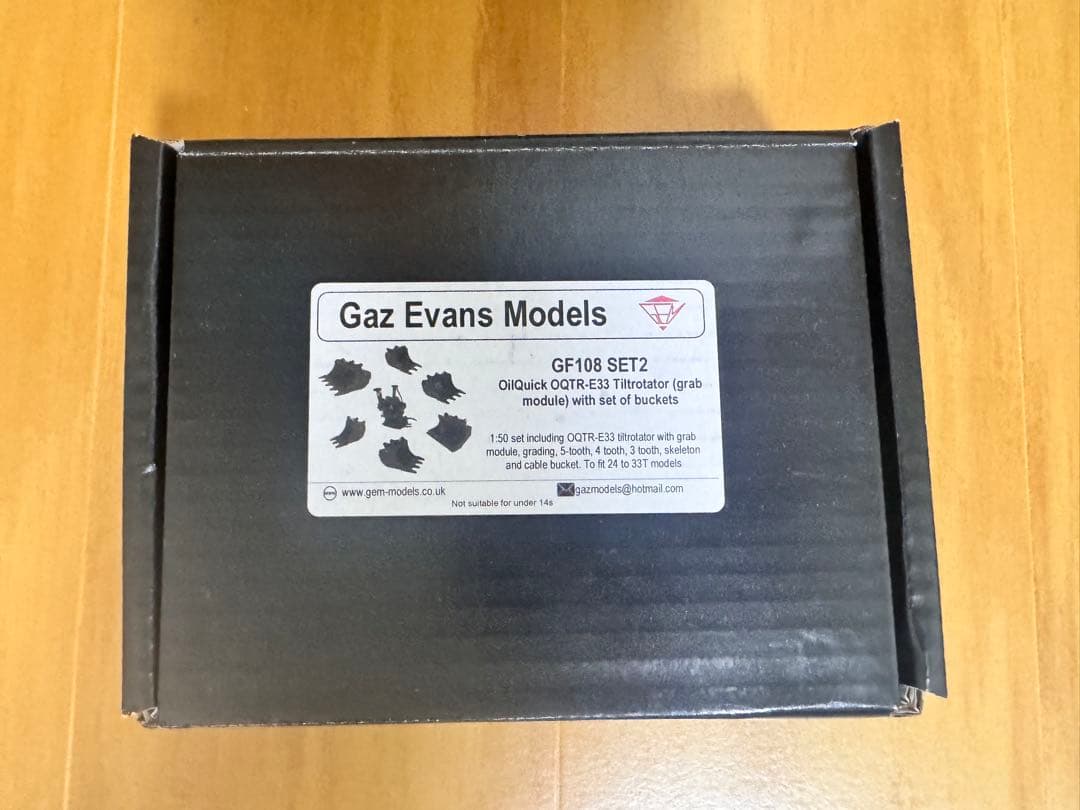 Gaz Evans Models
GF108 SET2
OilQuick OQTR-E33 Tiltrotator (grab
module) with set of buckets
1:50 set including OQTR-E33 tiltrotator with grab
module, grading, 5-tooth, 4 tooth, 3 tooth, skeleton
and cable bucket. To fit 24 to 33T models
www.gem-models.co.uk
gazmodels@hotmail.com
Not suitable for under 14s